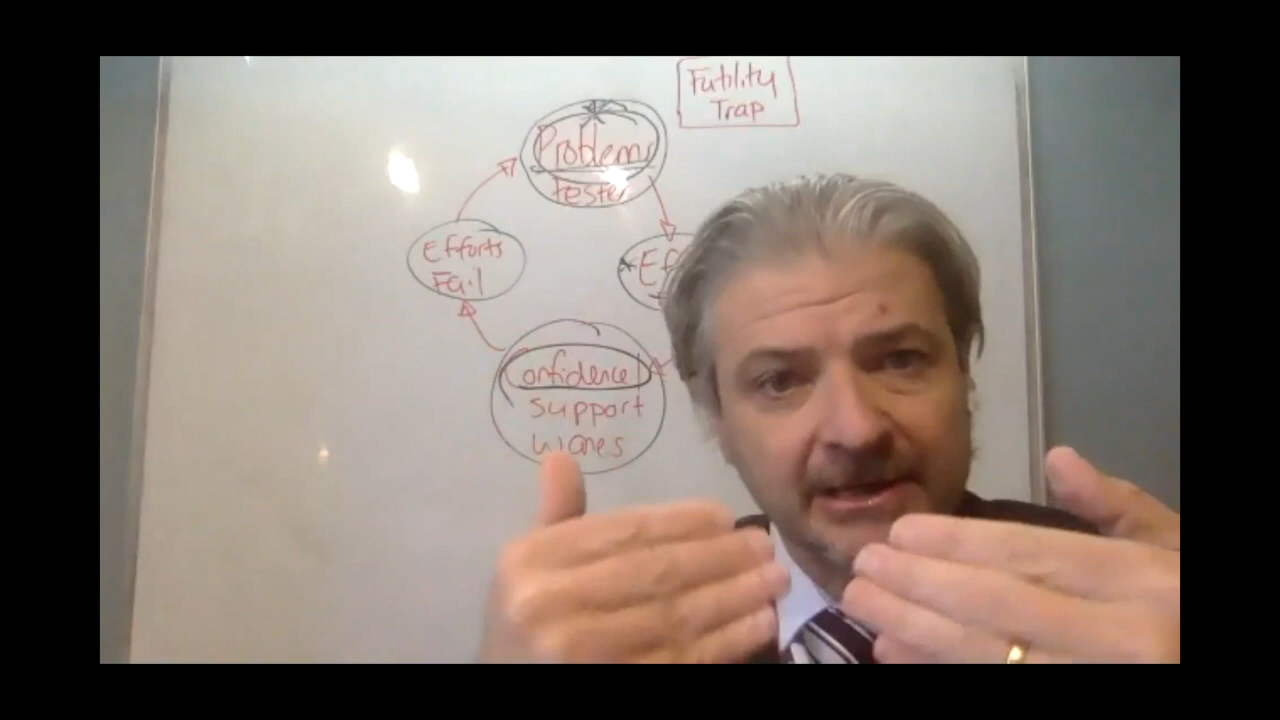 Futility
Trap
Problems
fester
Efforts
Fail
Confidence/
support
wanes